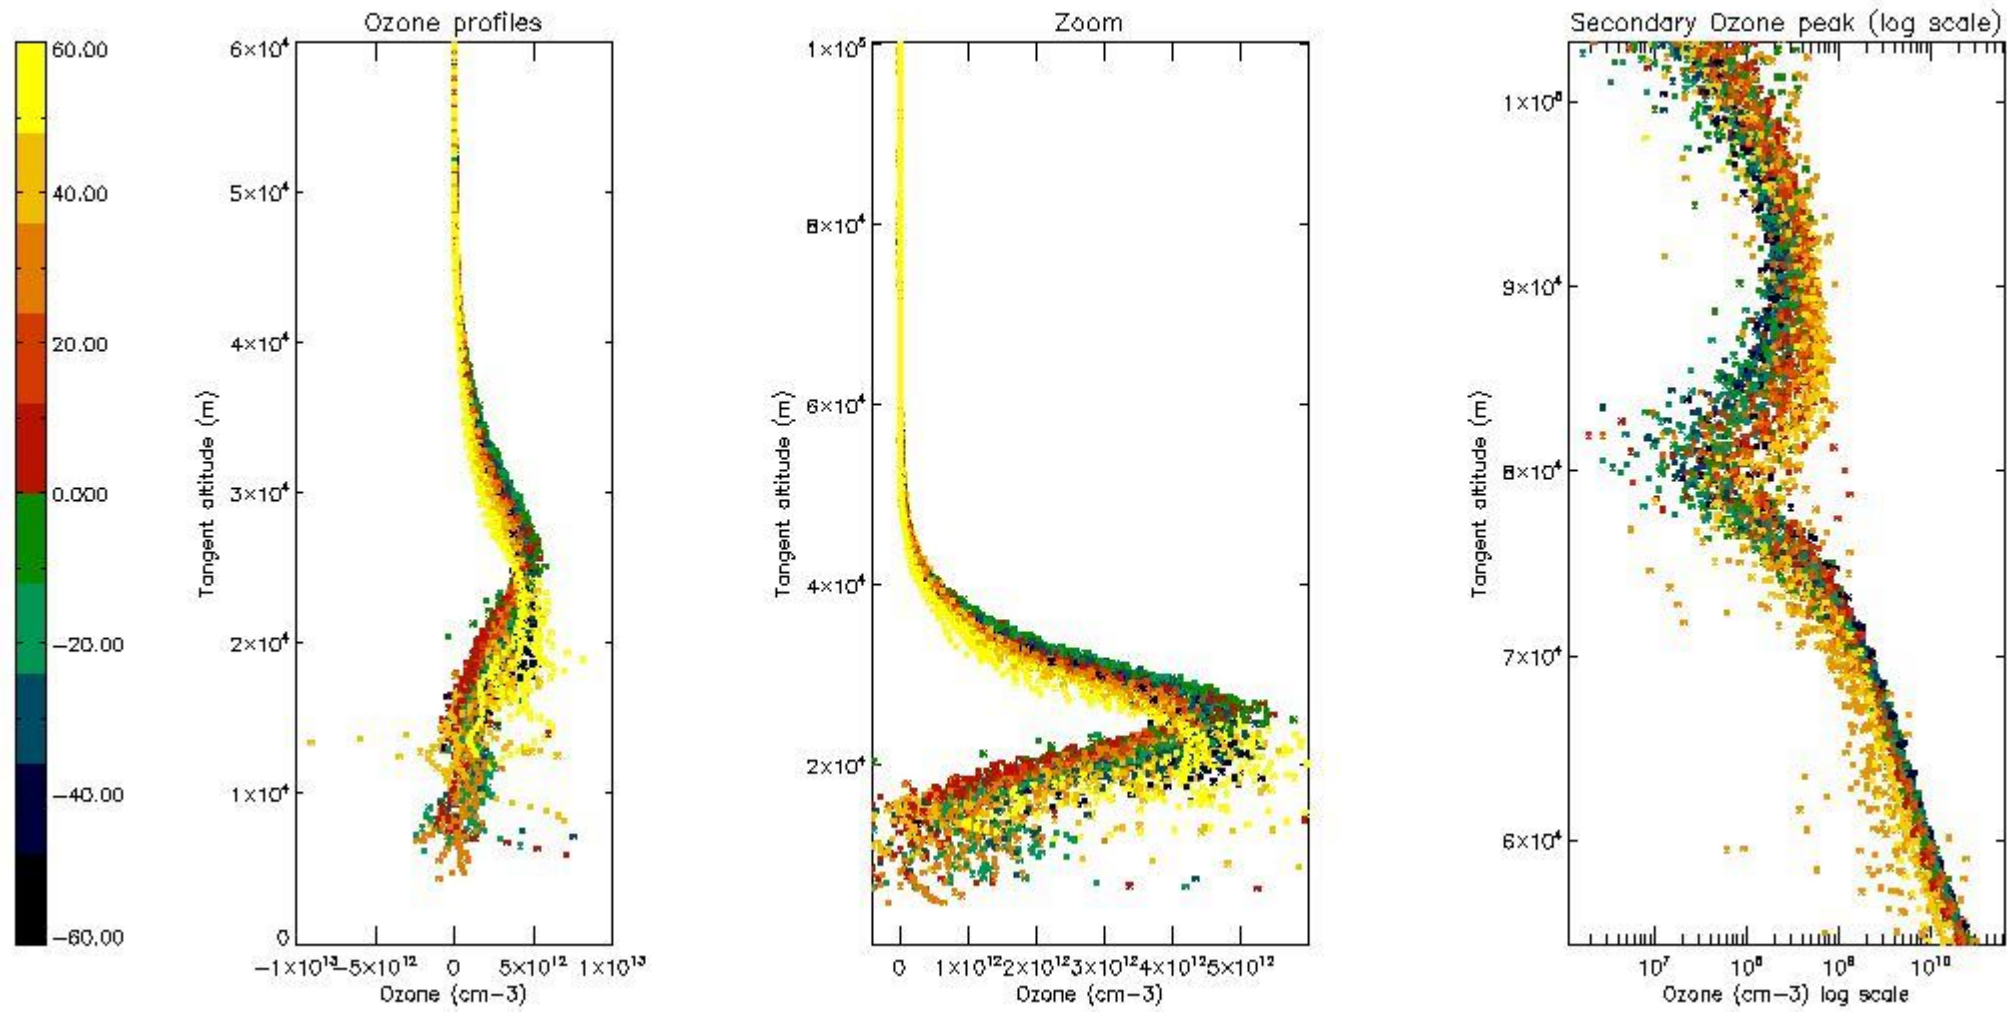 Ozone profiles
Zoom
Secondary Ozone peak (log scale)
60.00
40.00
20.00
0.000
−20.00
−40.00
−60.00
6×10⁴
5×10⁴
4×10⁴
3×10⁴
2×10⁴
1×10⁴
0
Tangent altitude (m)
−1×10¹³ −5×10¹² 0 5×10¹² 1×10¹³
Ozone (cm−3)
1×10⁵
8×10⁴
6×10⁴
4×10⁴
2×10⁴
Tangent altitude (m)
0 1×10¹² 2×10¹² 3×10¹² 4×10¹² 5×10¹²
Ozone (cm−3)
1×10⁵
9×10⁴
8×10⁴
7×10⁴
6×10⁴
Tangent altitude (m)
10⁷ 10⁸ 10⁹ 10¹⁰
Ozone (cm−3) log scale